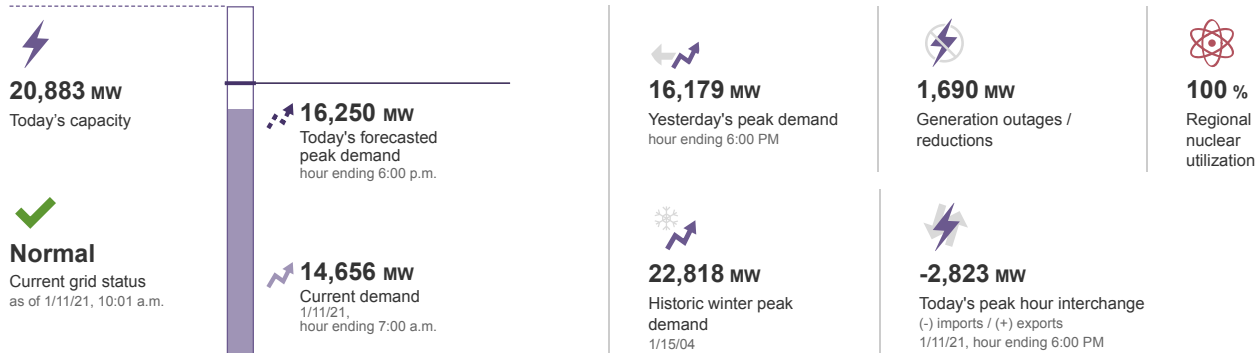 20,883 MW
Today's capacity
Normal
Current grid status
as of 1/11/21, 10:01 a.m.
16,250 MW
Today's forecasted
peak demand
hour ending 6:00 p.m.
14,656 MW
Current demand
1/11/21,
hour ending 7:00 a.m.
16,179 MW
Yesterday's peak demand
hour ending 6:00 PM
1,690 MW
Generation outages /
reductions
100 %
Regional
nuclear
utilization
22,818 MW
Historic winter peak
demand
1/15/04
-2,823 MW
Today's peak hour interchange
(-) imports / (+) exports
1/11/21, hour ending 6:00 PM